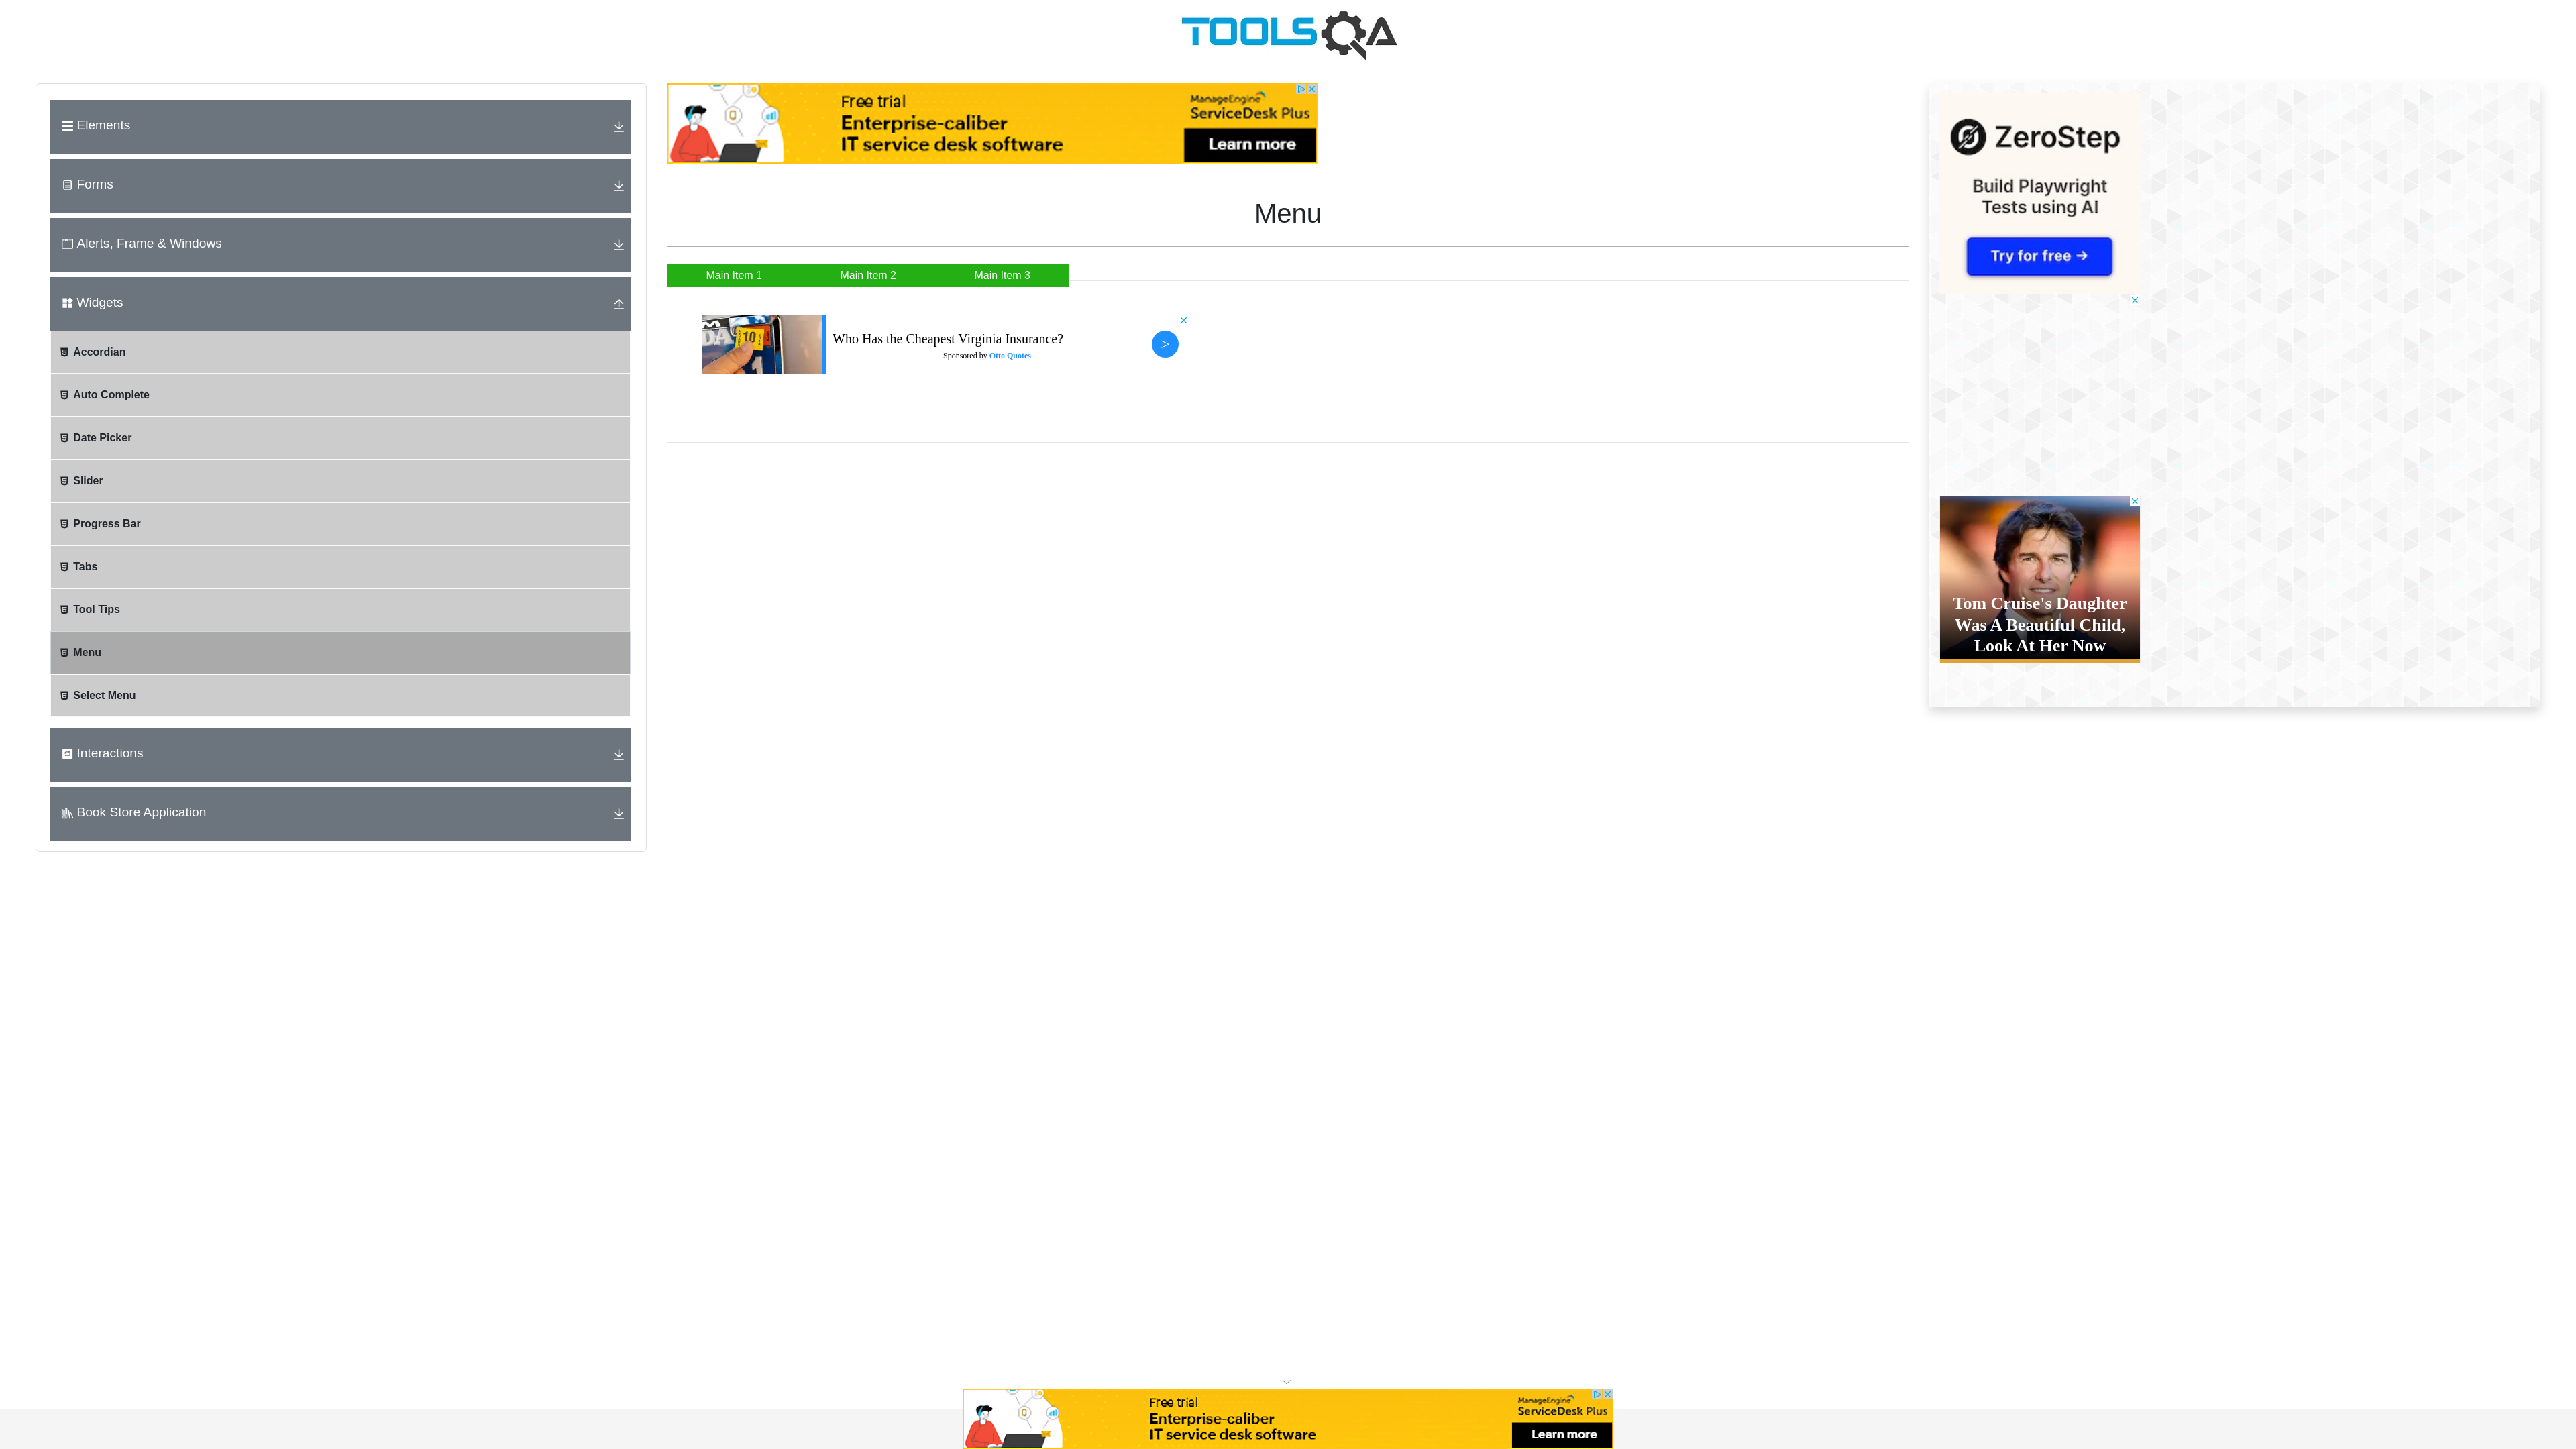 TOOLSQA
Elements
Forms
Alerts, Frame & Windows
Widgets
Accordian
Auto Complete
Date Picker
Slider
Progress Bar
Tabs
Tool Tips
Menu
Select Menu
Interactions
Book Store Application
Free trial
Enterprise-caliber
IT service desk software
ManageEngine
ServiceDesk Plus
Learn more
Menu
Main Item 1
Main Item 2
Main Item 3
10
Who Has the Cheapest Virginia Insurance?
Sponsored by Otto Quotes
>
ZeroStep
Build Playwright
Tests using AI
Try for free →
Tom Cruise's Daughter
Was A Beautiful Child,
Look At Her Now
Free trial
Enterprise-caliber
IT service desk software
ManageEngine
ServiceDesk Plus
Learn more